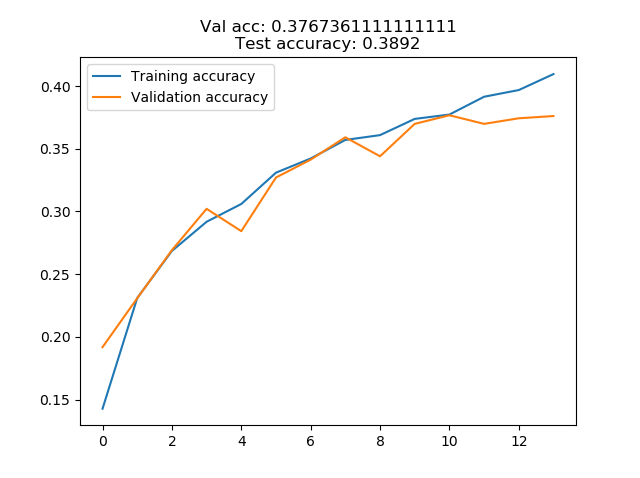 Val acc: 0.3767361111111111
Test accuracy: 0.3892
Training accuracy
Validation accuracy
0.40
0.35
0.30
0.25
0.20
0.15
0 2 4 6 8 10 12